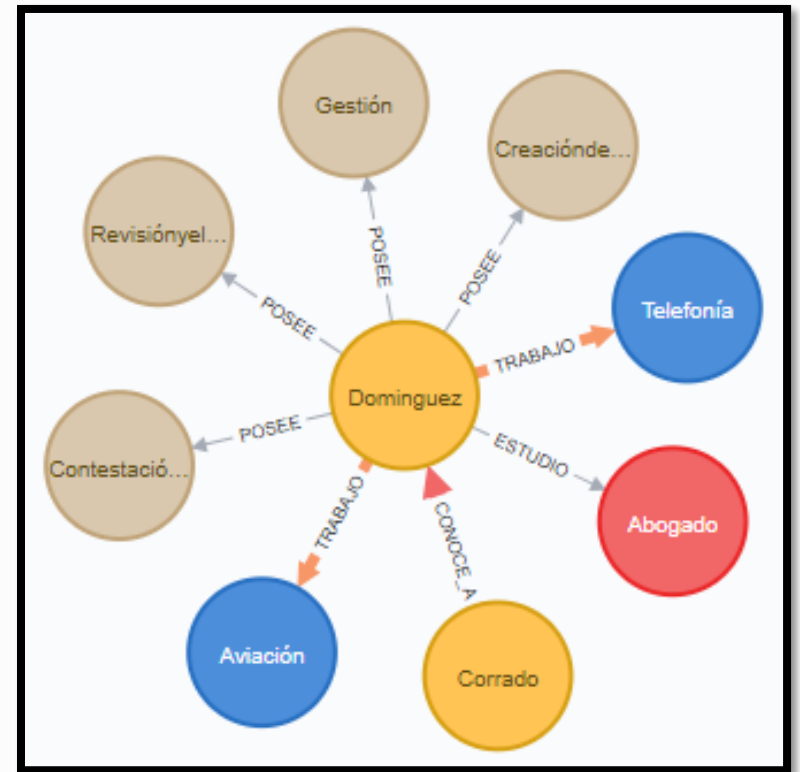 Gestión
Creaciónde...
Revisiónyel...
POSEE
POSEE
POSEE
Telefonía
TRABAJO
Dominguez
POSEE
ESTUDIO
Contestació...
TRABAJO
CONOCE_A
Abogado
Aviación
Corrado